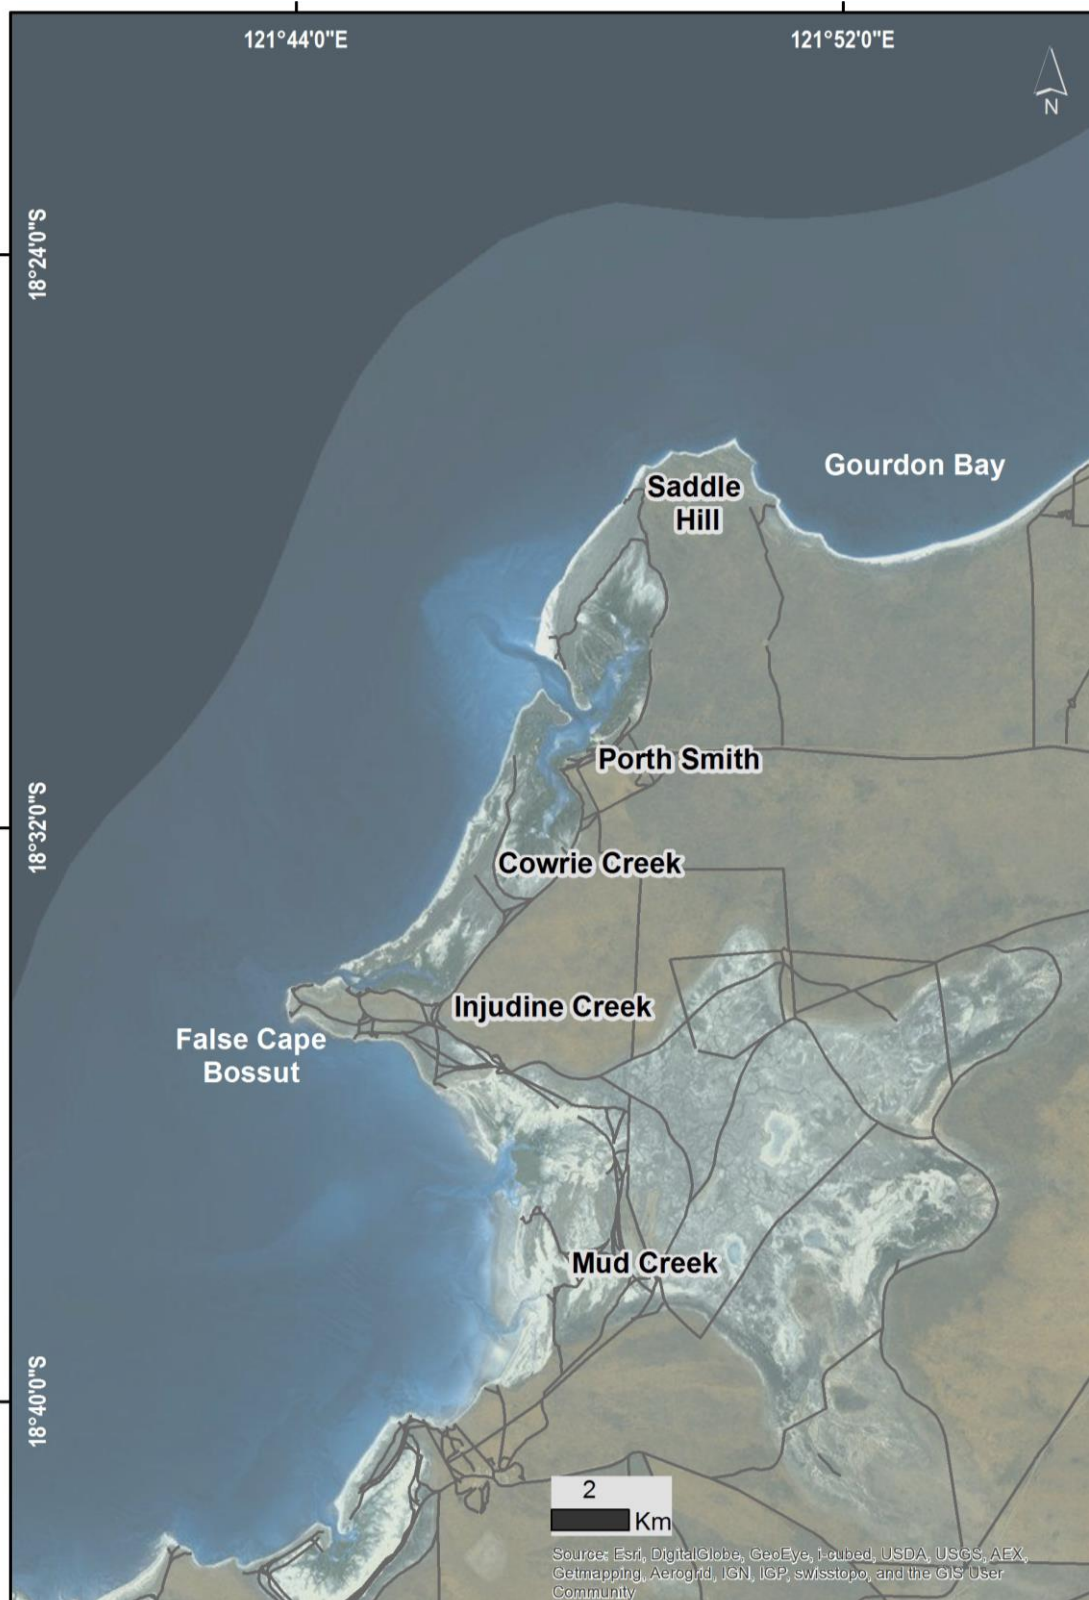 121°44'0"E
121°52'0"E
N
18°24'0"S
Gourdon Bay
Saddle
Hill
Porth Smith
18°32'0"S
Cowrie Creek
Injudine Creek
False Cape
Bossut
Mud Creek
18°40'0"S
2
Km
Source: Esri, DigitalGlobe, GeoEye, i-cubed, USDA, USGS, AEX,
Getmapping, Aerogrid, IGN, IGP, swisstopo, and the GIS User
Community